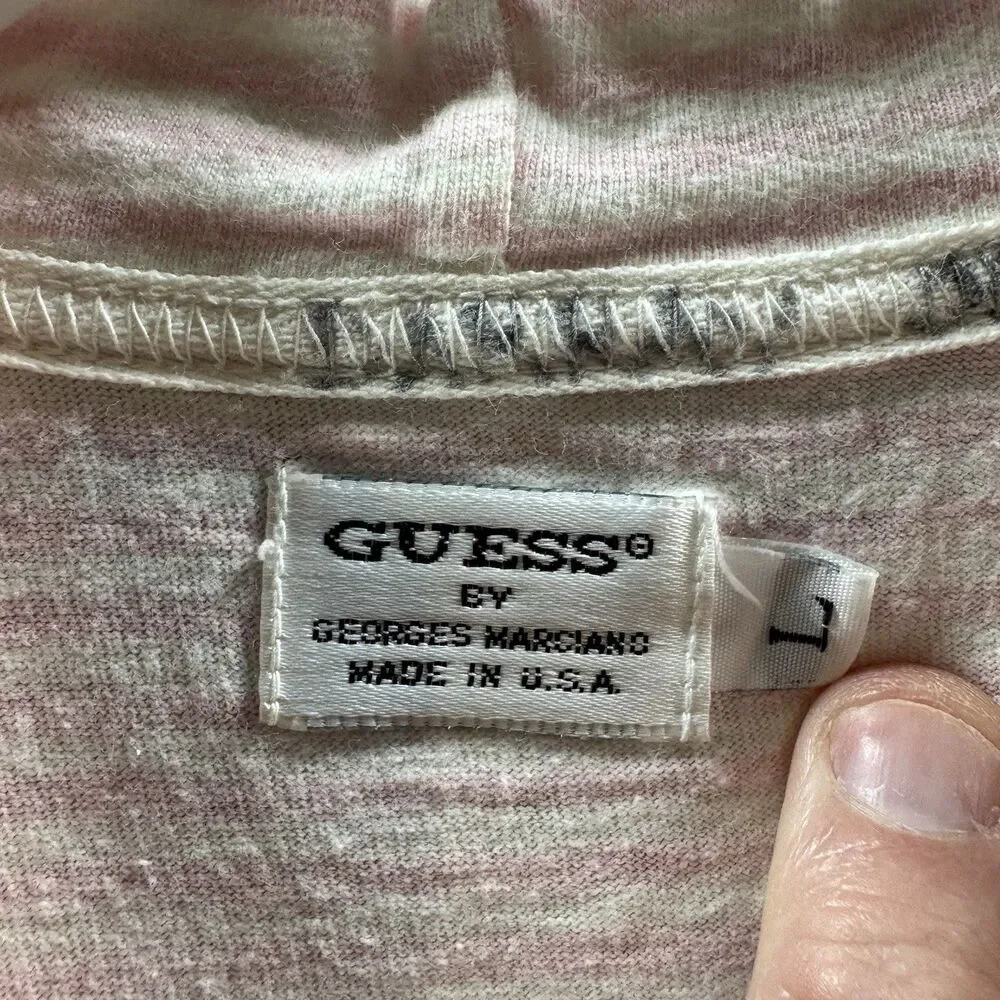 GUESS®
BY
GEORGES MARCIANO
MADE IN U.S.A.
L